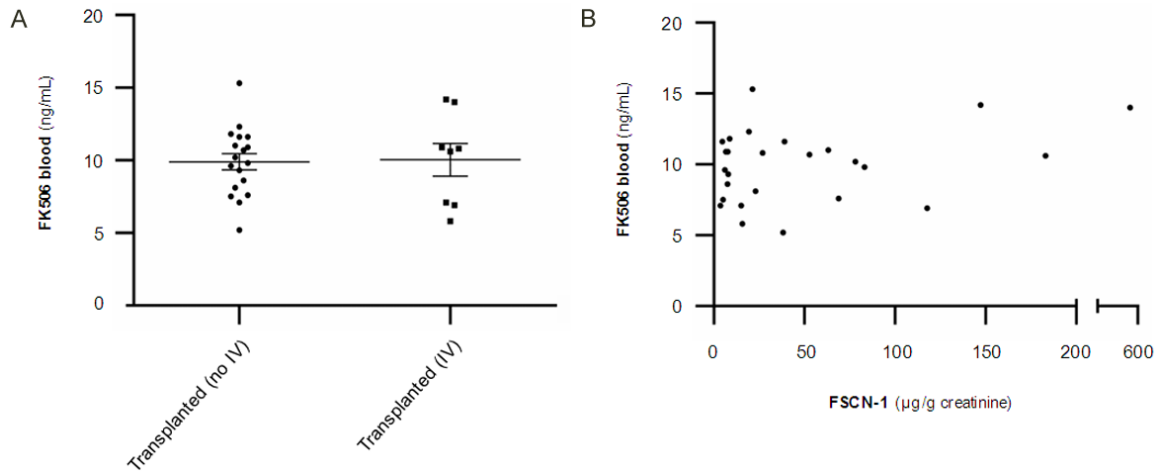 A
FK506 blood (ng/mL)
20
15
10
5
0
Transplanted (no IV)
Transplanted (IV)
B
FK506 blood (ng/mL)
20
15
10
5
0
0 50 100 150 200 600
FSCN-1 (µg/g creatinine)